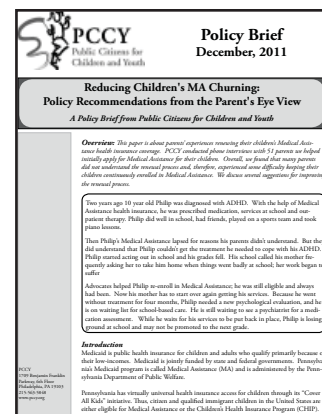 PCCY
Public Citizens for
Children and Youth
Policy Brief
December, 2011
Reducing Children's MA Churning:
Policy Recommendations from the Parent's Eye View
A Policy Brief from Public Citizens for Children and Youth
Overview: This paper is about parents' experiences renewing their children's Medical Assis-
tance health insurance coverage. PCCY conducted phone interviews with 51 parents we helped
initially apply for Medical Assistance for their children. Overall, we found that many parents
did not understand the renewal process and, therefore, experienced some difficulty keeping their
children continuously enrolled in Medical Assistance. We discuss several suggestions for improving
the renewal process.
Two years ago 10 year old Philip was diagnosed with ADHD. With the help of Medical
Assistance health insurance, he was prescribed medication, services at school and out-
patient therapy. Philip did well in school, had friends, played on a sports team and took
piano lessons.
Then Philip's Medical Assistance lapsed for reasons his parents didn't understand. But the
did understand that Philip couldn't get the treatment he needed to cope with his ADHD.
Philip started acting out in school and his grades fell. His school called his mother fre-
quently asking her to take him home when things went badly at school; her work began to
suffer
Advocates helped Philip re-enroll in Medical Assistance; he was still eligible and always
had been. Now his mother has to start over again getting his services. Because he went
without treatment for four months, Philip needed a new psychological evaluation, and he
is on waiting list for school-based care. He is still waiting to see a psychiatrist for a medi-
cation assessment. While he waits for his services to be put back in place, Philip is losing
ground at school and may not be promoted to the next grade.
Introduction
Medicaid is public health insurance for children and adults who qualify primarily because of
their low-incomes. Medicaid is jointly funded by state and federal governments. Pennsylva-
nia's Medicaid program is called Medical Assistance (MA) and is administered by the Penn-
sylvania Department of Public Welfare.
Pennsylvania has virtually universal health insurance access for children through its "Cover
All Kids" initiative. Thus, citizen and qualified immigrant children in the United States are
either eligible for Medical Assistance or the Children's Health Insurance Program (CHIP).
PCCY
1709 Benjamin Franklin
Parkway, 6th Floor
Philadelphia, PA 19103
215-563-5848
www.pccy.org